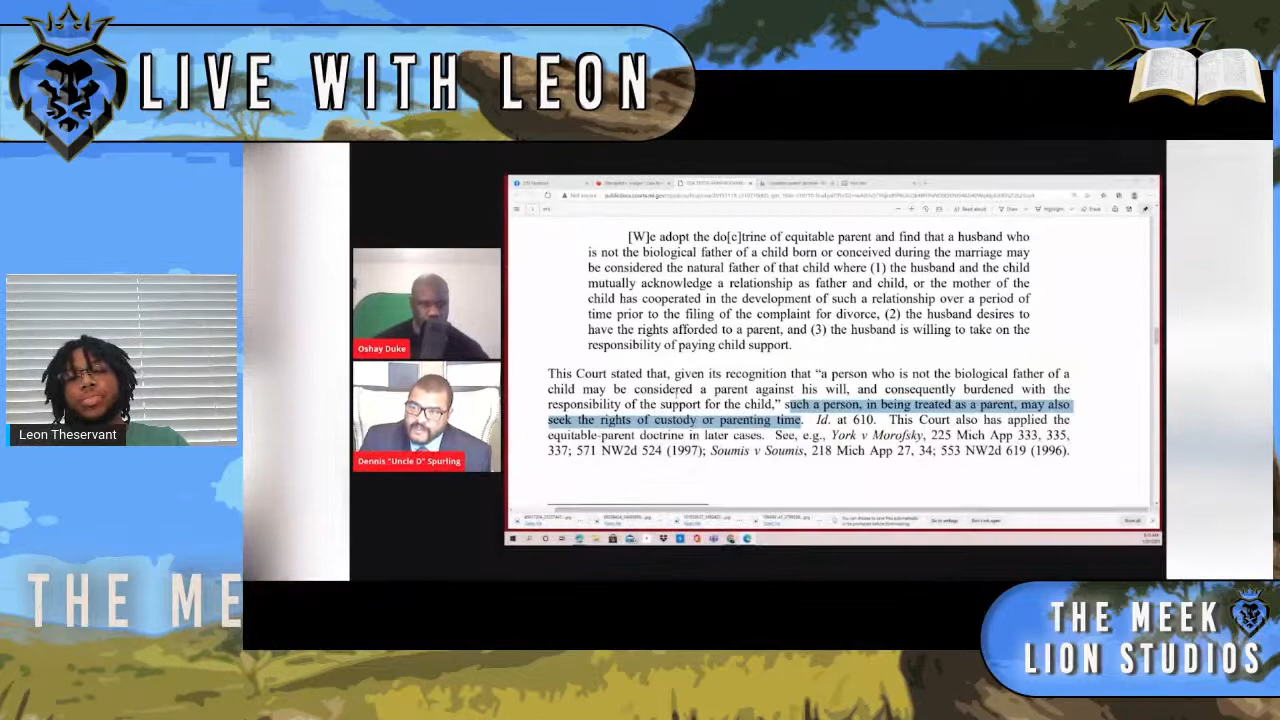 LIVE WITH LEON
[W]e adopt the do[c]trine of equitable parent and find that a husband who
is not the biological father of a child born or conceived during the marriage may
be considered the natural father of that child where (1) the husband and the child
mutually acknowledge a relationship as father and child, or the mother of the
child has cooperated in the development of such a relationship over a period of
time prior to the filing of the complaint for divorce, (2) the husband desires to
have the rights afforded to a parent, and (3) the husband is willing to take on the
responsibility of paying child support.
This Court stated that, given its recognition that “a person who is not the biological father of a
child may be considered a parent against his will, and consequently burdened with the
responsibility of the support for the child,” such a person, in being treated as a parent, may also
seek the rights of custody or parenting time. Id. at 610. This Court also has applied the
equitable-parent doctrine in later cases. See, e.g., York v Morofsky, 225 Mich App 333, 335,
337; 571 NW2d 524 (1997); Soumis v Soumis, 218 Mich App 27, 34; 553 NW2d 619 (1996).
Oshay Duke
Dennis "Uncle D" Spurling
Leon Theservant
THE ME
THE MEEK
LION STUDIOS